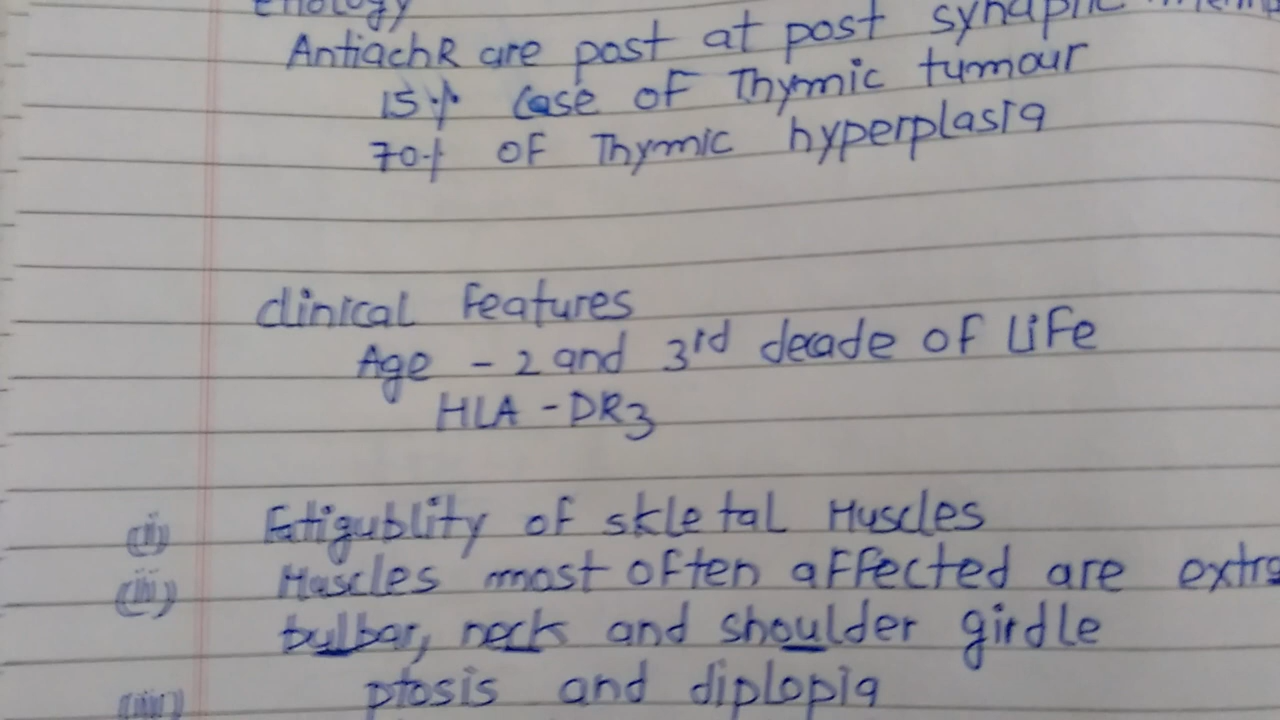 etiology
AntiachR are post at post synaptic
15% Case of Thymic tumour
70% of Thymic hyperplasia
clinical features
Age - 2 and 3rd decade of life
HLA - DR3
(i) Fatigublity of skletal Muscles
(ii) Muscles most often affected are extra
bulbar, neck and shoulder girdle
(iii) ptosis and diplopia